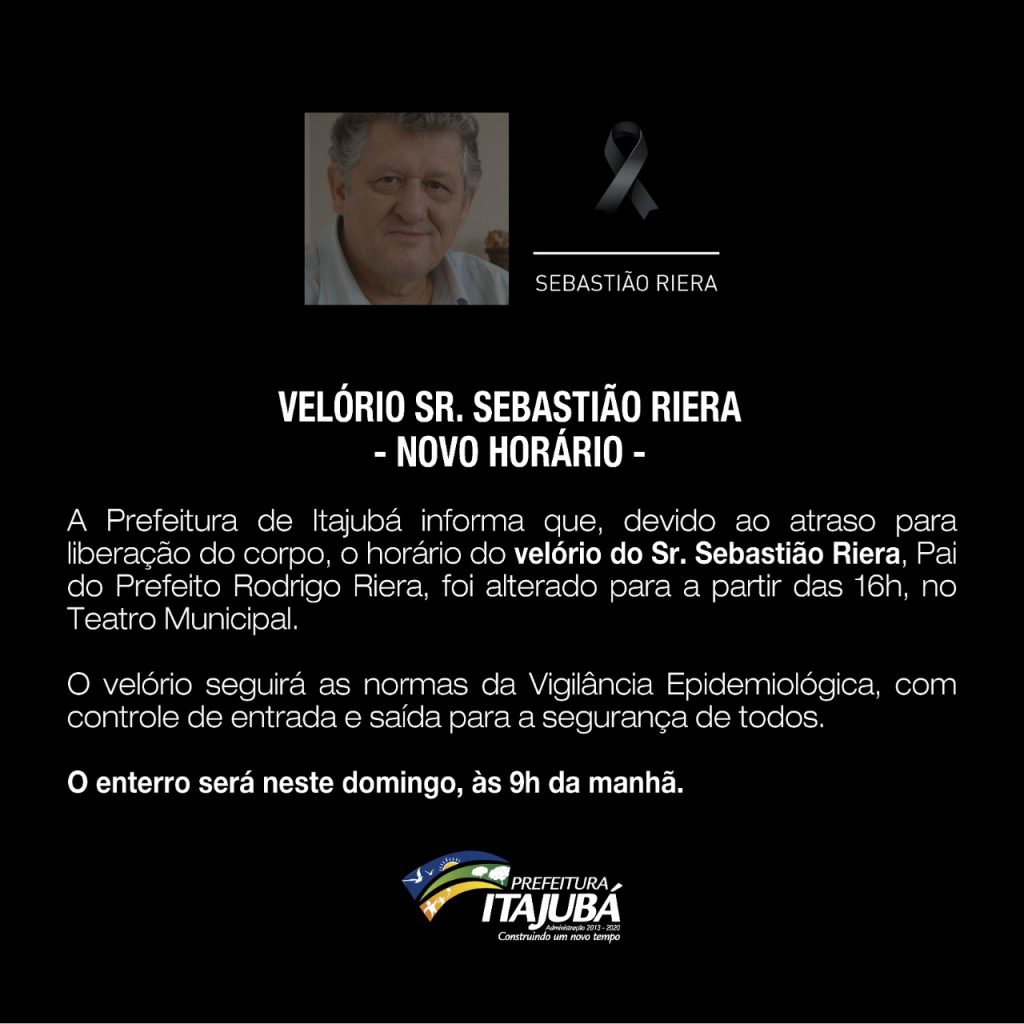 SEBASTIÃO RIERA
VELÓRIO SR. SEBASTIÃO RIERA
- NOVO HORÁRIO -
A Prefeitura de Itajubá informa que, devido ao atraso para
liberação do corpo, o horário do velório do Sr. Sebastião Riera, Pai
do Prefeito Rodrigo Riera, foi alterado para a partir das 16h, no
Teatro Municipal.
O velório seguirá as normas da Vigilância Epidemiológica, com
controle de entrada e saída para a segurança de todos.
O enterro será neste domingo, às 9h da manhã.
PREFEITURA
ITAJUBÁ
Administração 2013 - 2020
Construindo um novo tempo